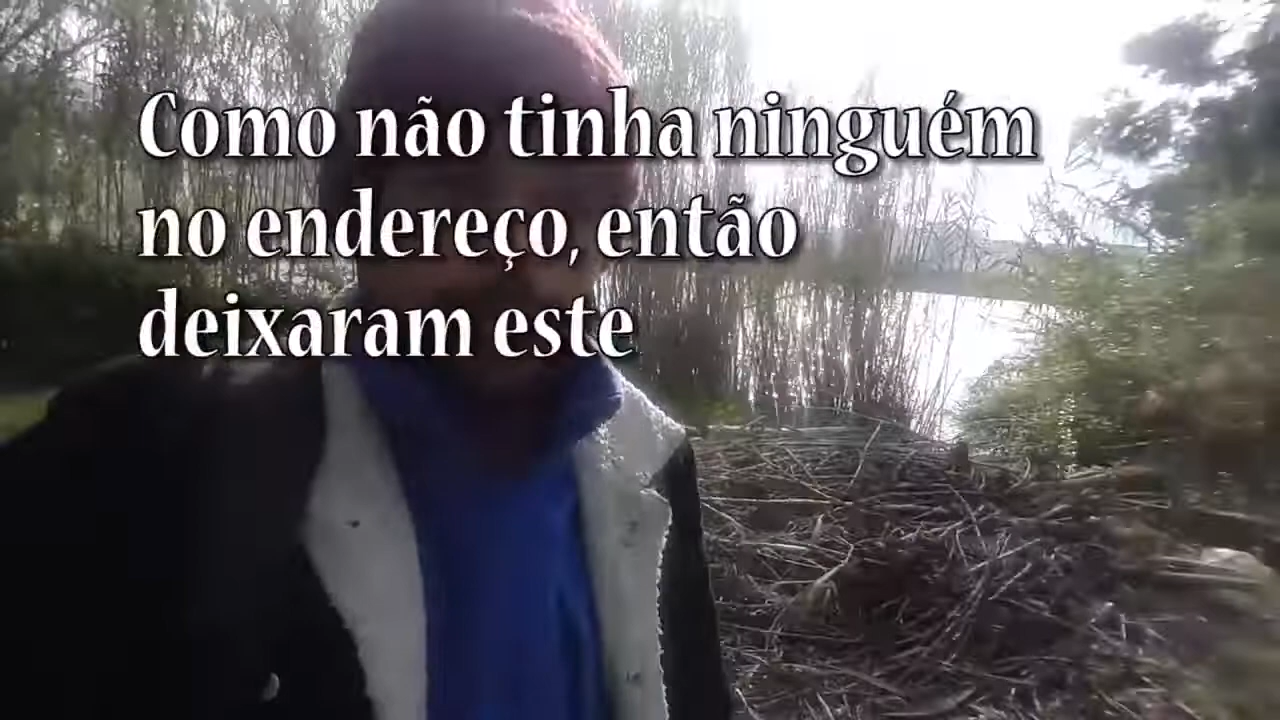 Como não tinha ninguém
no endereço, então
deixaram este